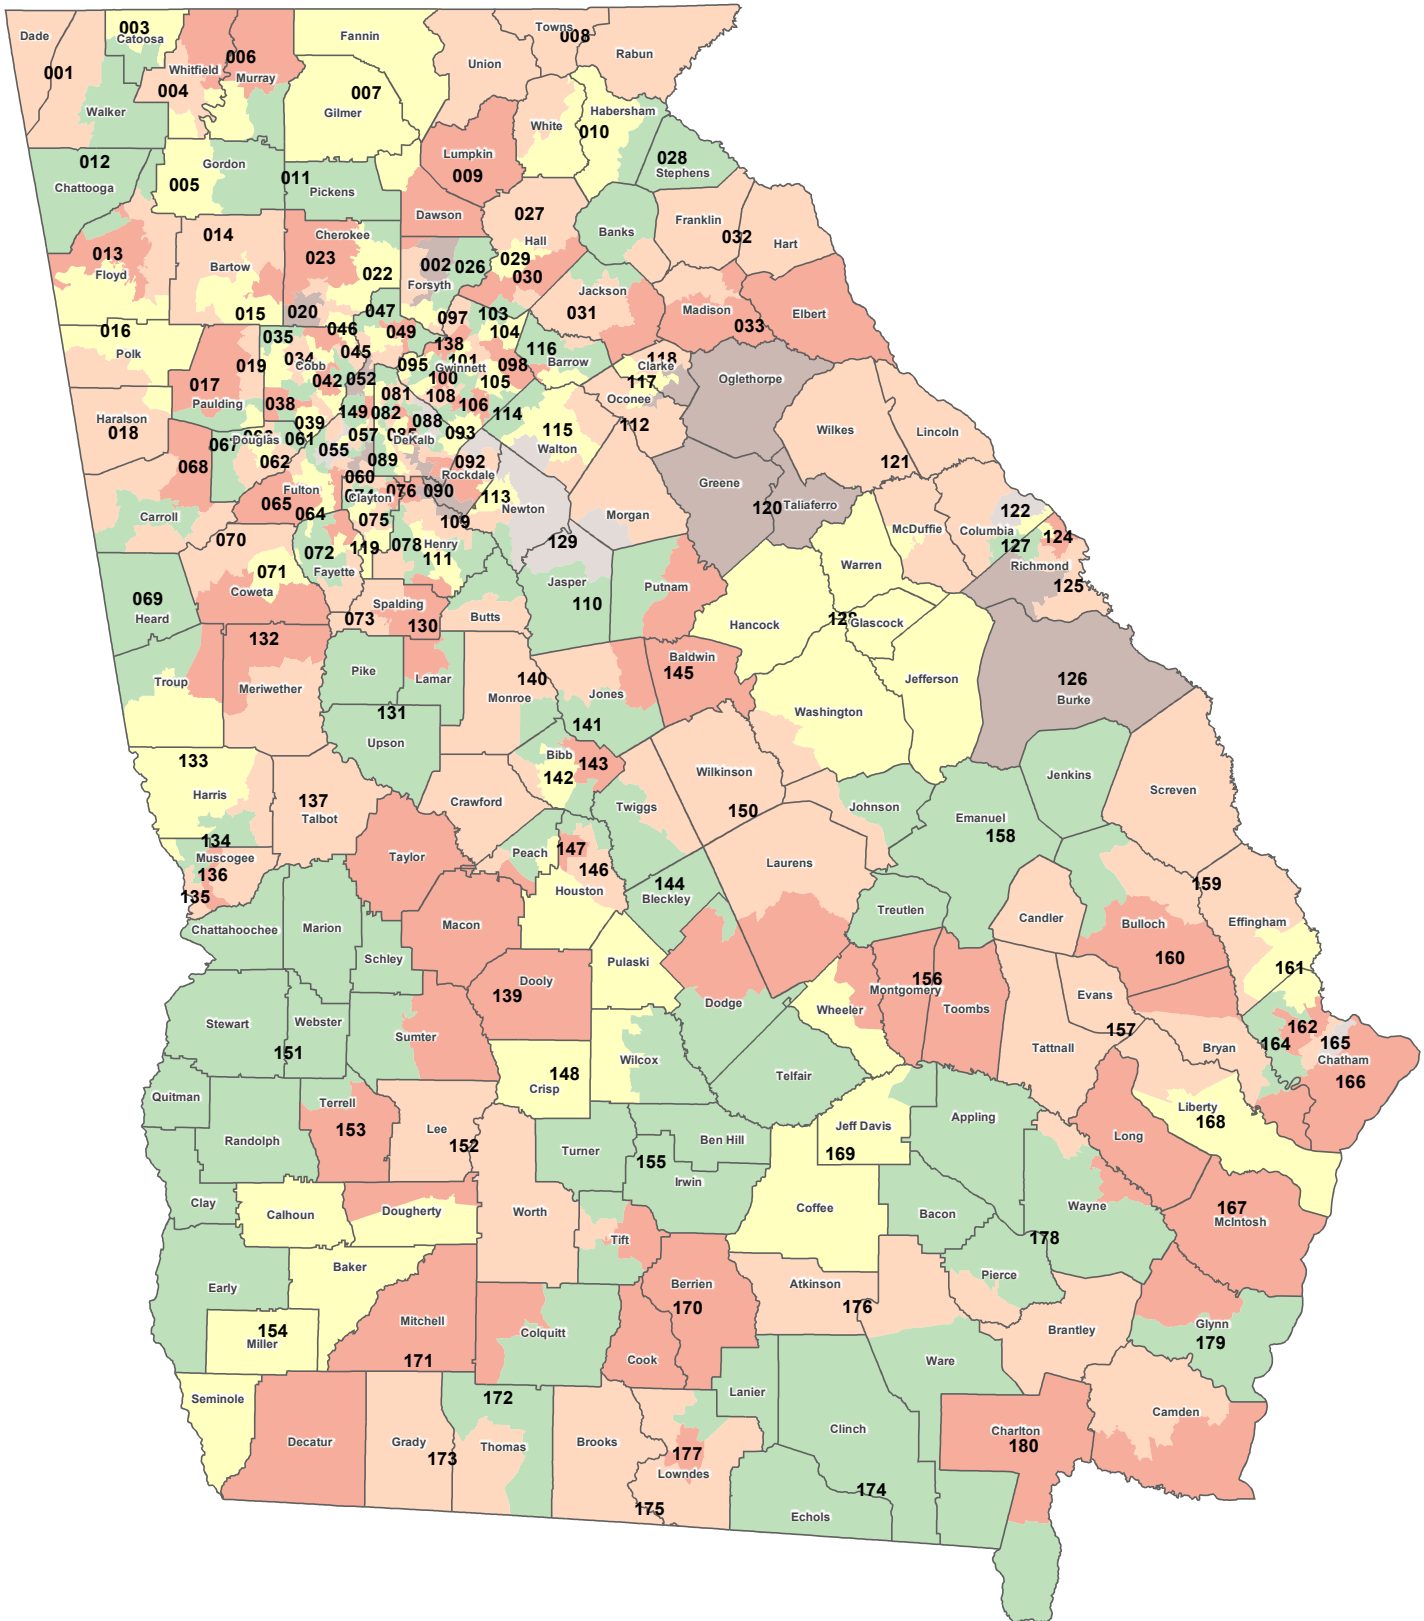 Dade
001
003
Catoosa
Walker
Whitfield
004
006
Murray
Fannin
007
Gilmer
Union
Towns
008
Rabun
White
010
Habersham
028
Stephens
Lumpkin
009
012
Chattooga
005
Gordon
011
Pickens
Dawson
027
Hall
029
030
Banks
Franklin
032
Hart
013
Floyd
014
Bartow
015
Cherokee
023
022
020
002
Forsyth
026
Jackson
031
Madison
033
Elbert
016
Polk
035
047
046
049
097
103
104
034
Cobb
045
019
017
Paulding
042
052
095
138
101
Gwinnett
100
098
105
116
Barrow
118
Clarke
117
Oconee
112
Oglethorpe
Wilkes
Lincoln
121
Haralson
018
038
039
149
081
082
108
106
088
114
067
Douglas
061
062
055
057
DeKalb
089
093
115
Walton
068
060
092
Rockdale
Fulton
065
064
Clayton
076
090
113
Newton
Morgan
Greene
120
Taliaferro
McDuffie
Columbia
122
127
124
Richmond
125
Carroll
070
075
109
072
Fayette
119
078
Henry
111
129
071
Coweta
069
Heard
073
Spalding
130
Butts
Jasper
110
Putnam
Hancock
Warren
Glascock
Jefferson
126
Burke
Troup
132
Meriwether
Pike
Lamar
131
Upson
140
Monroe
Jones
141
Baldwin
145
Washington
133
Harris
134
Muscogee
136
135
137
Talbot
Crawford
Bibb
142
143
Twiggs
Wilkinson
150
Johnson
Jenkins
Screven
Emanuel
158
Taylor
Peach
147
146
Houston
144
Bleckley
Laurens
Treutlen
Candler
159
Effingham
Bulloch
160
161
Chattahoochee
Marion
Schley
Macon
Dooly
139
Pulaski
Dodge
Wheeler
Montgomery
156
Toombs
Evans
157
Tattnall
Bryan
162
164
165
Chatham
166
Stewart
Webster
151
Sumter
Crisp
148
Wilcox
Telfair
Quitman
Randolph
Terrell
153
Lee
152
Turner
Ben Hill
155
Irwin
Jeff Davis
169
Appling
Long
Liberty
168
167
McIntosh
Clay
Calhoun
Dougherty
Worth
Tift
Coffee
Bacon
Wayne
178
Early
Baker
Mitchell
171
154
Miller
Colquitt
Berrien
170
Cook
Atkinson
176
Pierce
Brantley
Glynn
179
Seminole
Decatur
Grady
173
172
Thomas
Brooks
177
Lowndes
175
Lanier
Clinch
174
Echols
Ware
Charlton
180
Camden